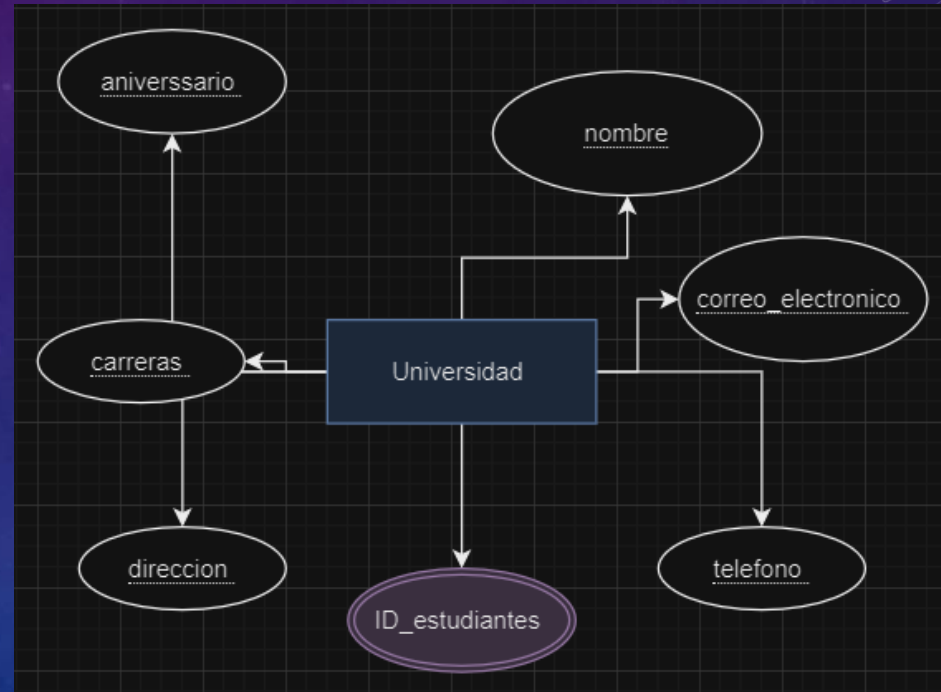 aniverssario
nombre
correo_electronico
carreras
Universidad
direccion
telefono
ID_estudiantes